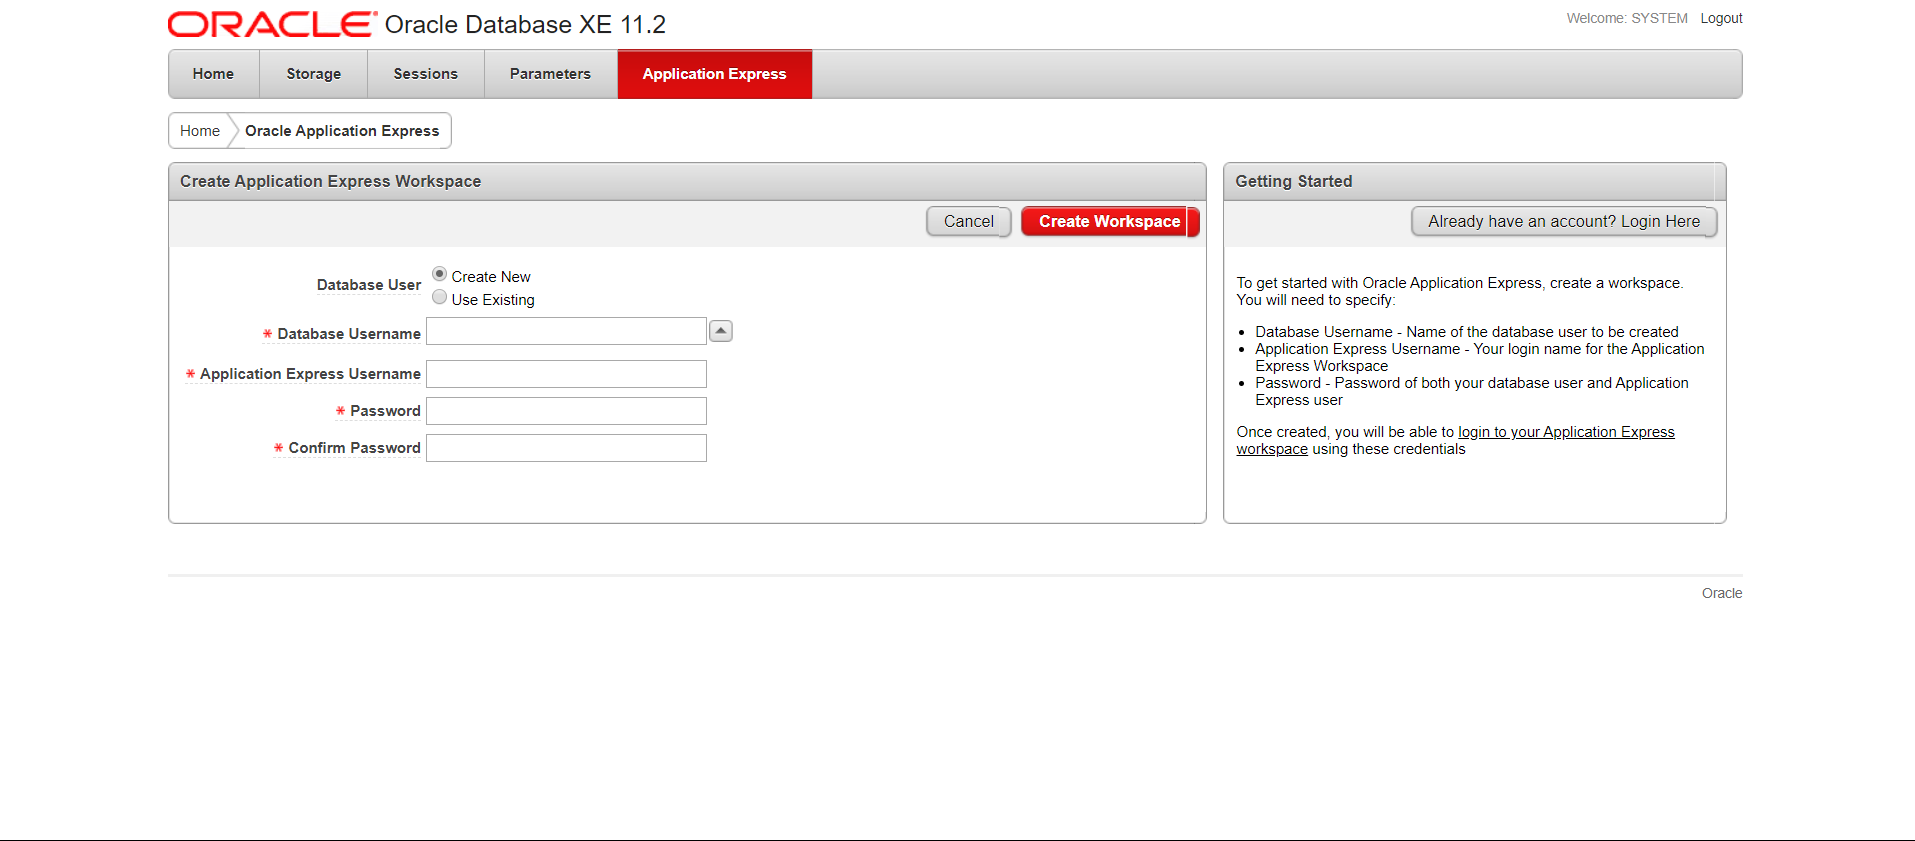 ORACLE Oracle Database XE 11.2
Welcome: SYSTEM Logout
Home Storage Sessions Parameters Application Express
Home Oracle Application Express
Create Application Express Workspace
Cancel Create Workspace
Database User
Create New
Use Existing
* Database Username
* Application Express Username
* Password
* Confirm Password
Getting Started
Already have an account? Login Here
To get started with Oracle Application Express, create a workspace.
You will need to specify:
• Database Username - Name of the database user to be created
• Application Express Username - Your login name for the Application
Express Workspace
• Password - Password of both your database user and Application
Express user
Once created, you will be able to login to your Application Express
workspace using these credentials
Oracle